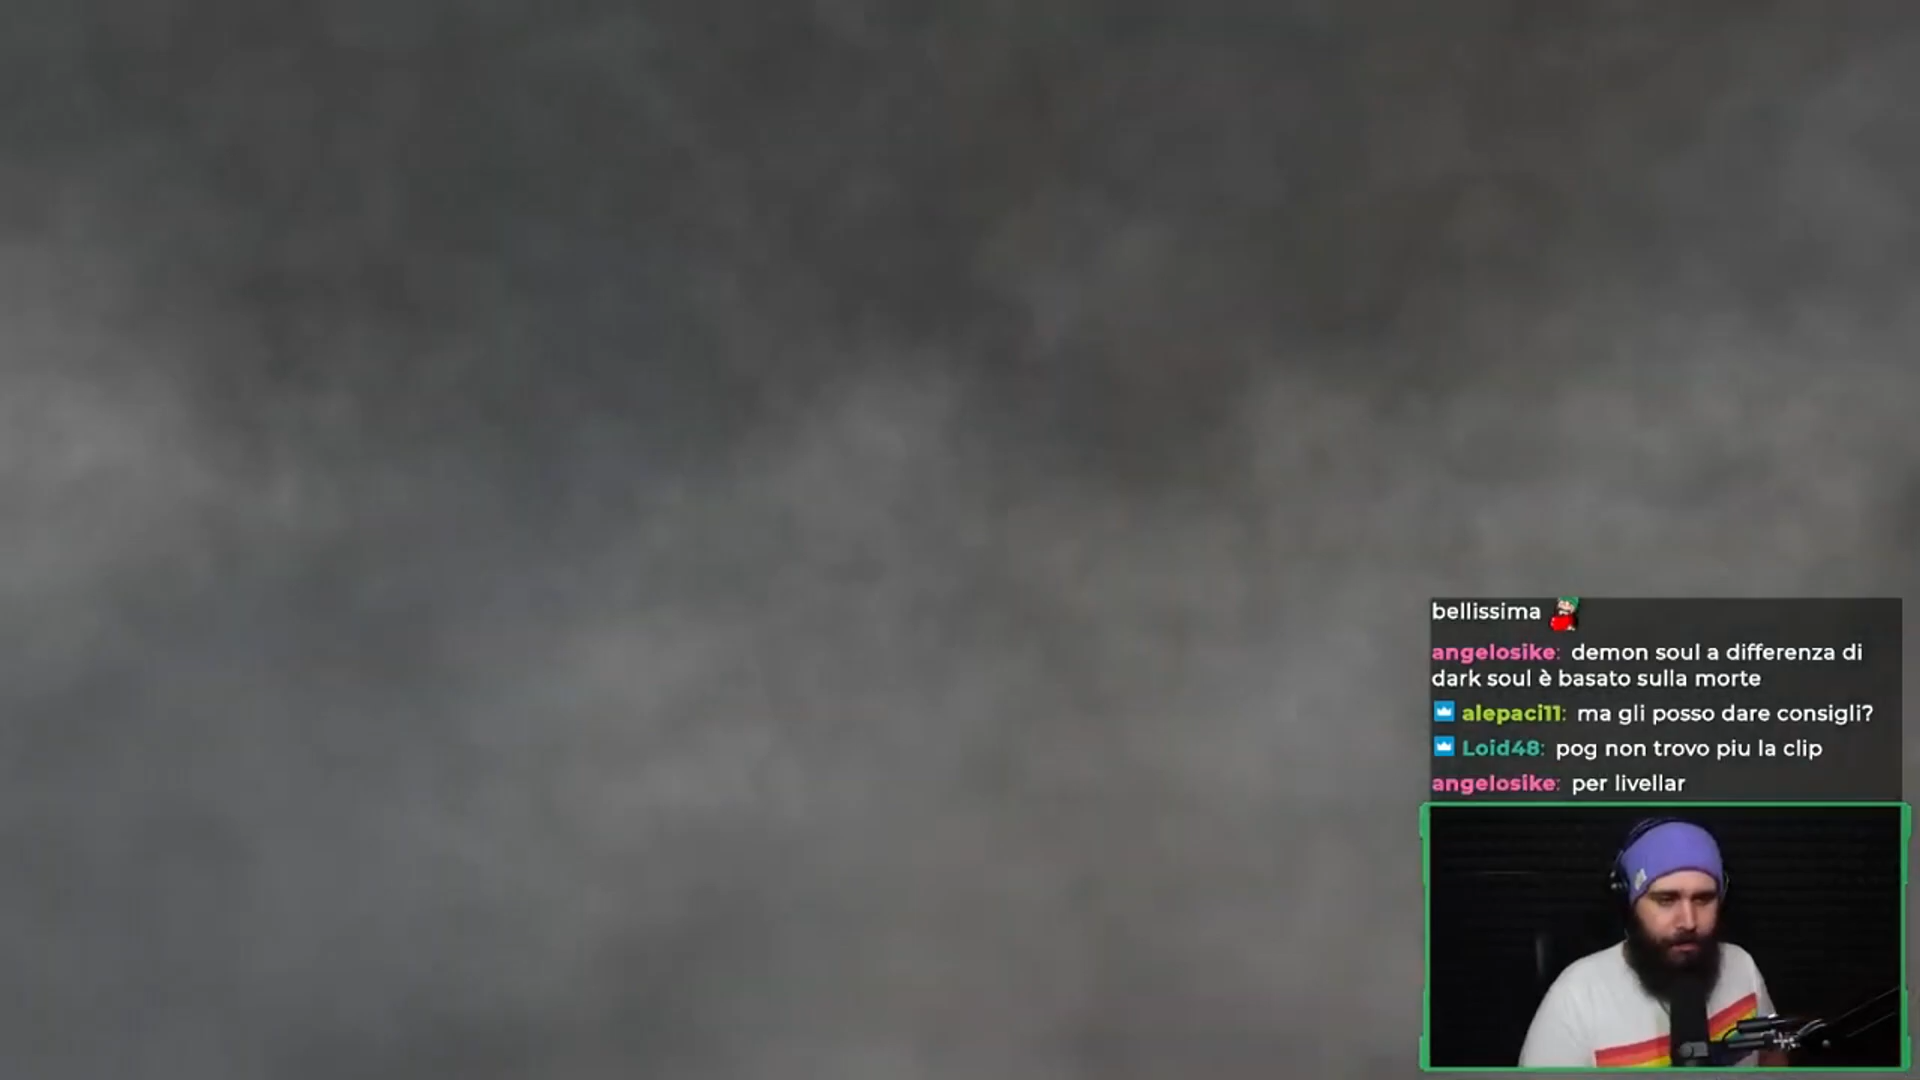 bellissima
angelosike: demon soul a differenza di
dark soul è basato sulla morte
alepaci11: ma gli posso dare consigli?
Loid48: pog non trovo piu la clip
angelosike: per livellar